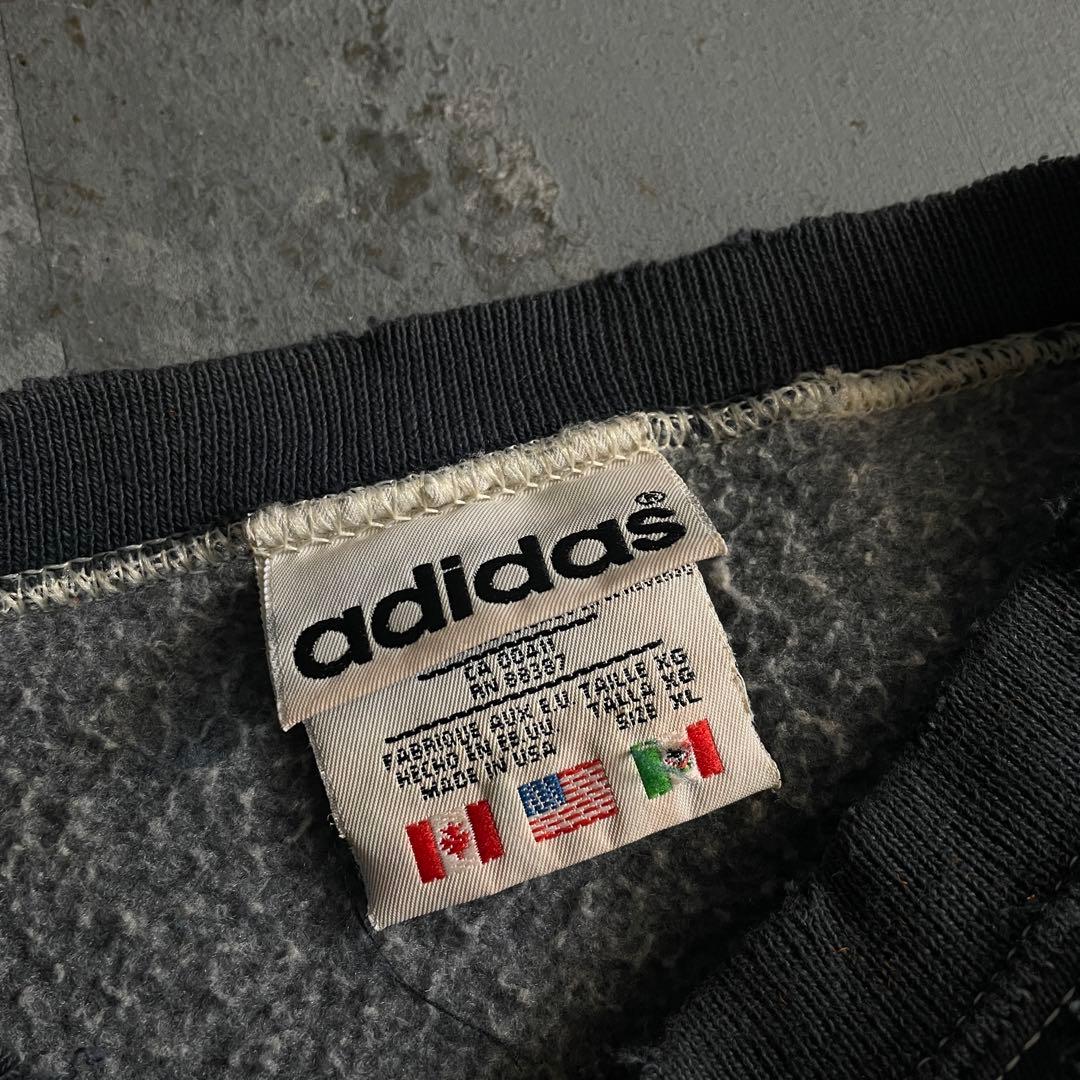 adidas®
CA 00411
RN 88387
FABRIQUE AUX E.U. TAILLE XG
HECHO EN EE.UU. TALLA XG
MADE IN USA SIZE XL